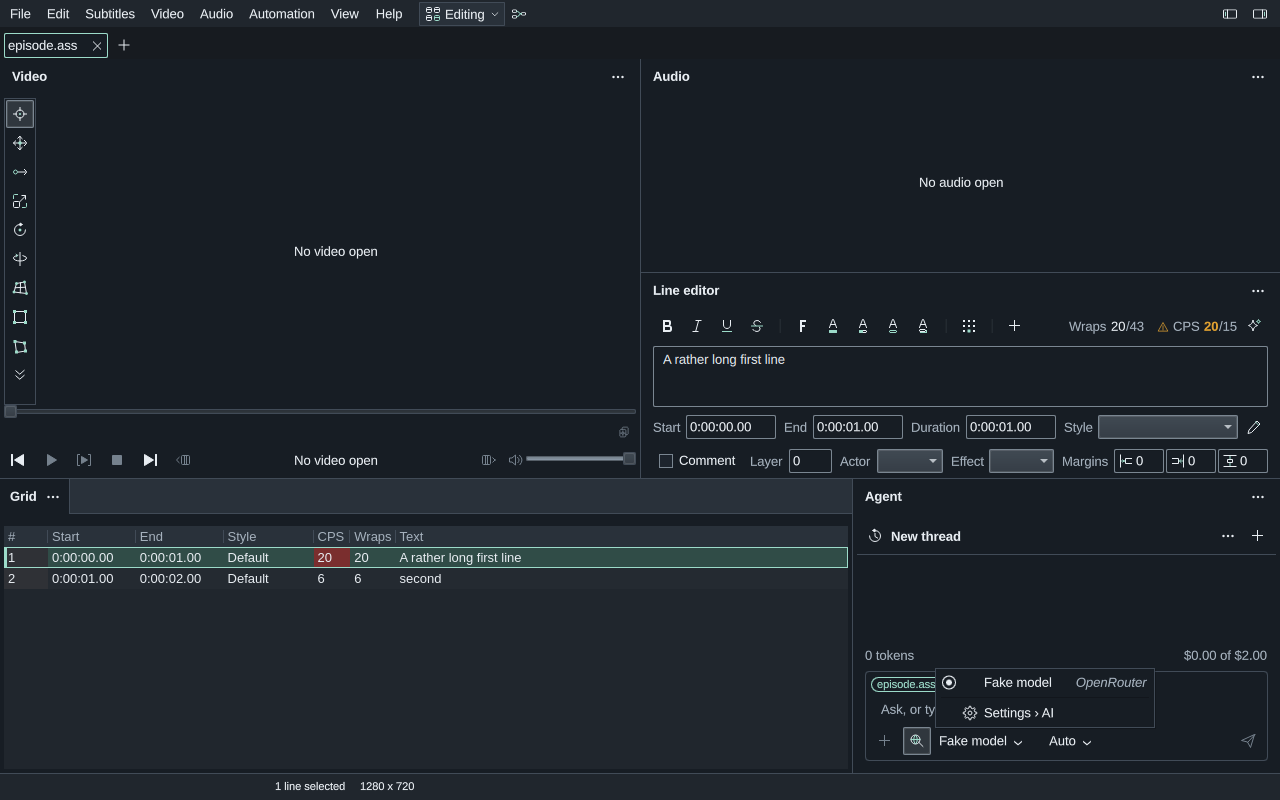 File Edit Subtitles Video Audio Automation View Help Editing
episode.ass
Video
Audio
No video open
No audio open
Line editor
B I U S F A A A A Wraps 20/43 CPS 20/15
A rather long first line
Start 0:00:00.00 End 0:00:01.00 Duration 0:00:01.00 Style
Comment Layer 0 Actor Effect Margins 0 0 0
No video open
Grid
# Start End Style CPS Wraps Text
1 0:00:00.00 0:00:01.00 Default 20 20 A rather long first line
2 0:00:01.00 0:00:02.00 Default 6 6 second
Agent
New thread
0 tokens $0.00 of $2.00
episode.ass
Fake model OpenRouter
Ask, or ty
Settings › AI
Fake model Auto
1 line selected 1280 x 720